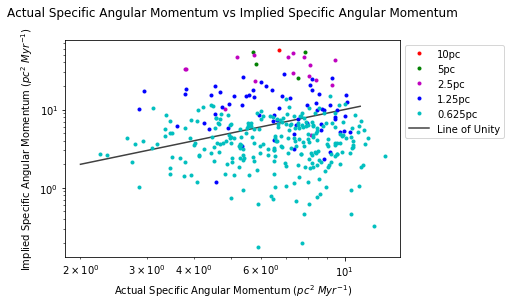 Actual Specific Angular Momentum vs Implied Specific Angular Momentum
Implied Specific Angular Momentum (pc² Myr⁻¹)
10¹
10⁰
10pc
5pc
2.5pc
1.25pc
0.625pc
Line of Unity
2 × 10⁰ 3 × 10⁰ 4 × 10⁰ 6 × 10⁰ 10¹
Actual Specific Angular Momentum (pc² Myr⁻¹)